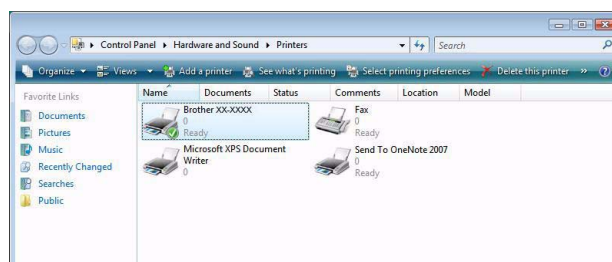 Control Panel ▸ Hardware and Sound ▸ Printers
Search
Organize Views Add a printer See what's printing Select printing preferences Delete this printer »
Favorite Links
Documents
Pictures
Music
Recently Changed
Searches
Public
Name Documents Status Comments Location Model
Brother XX-XXXX
0
Ready
Fax
0
Ready
Microsoft XPS Document
Writer
0
Send To OneNote 2007
0
Ready